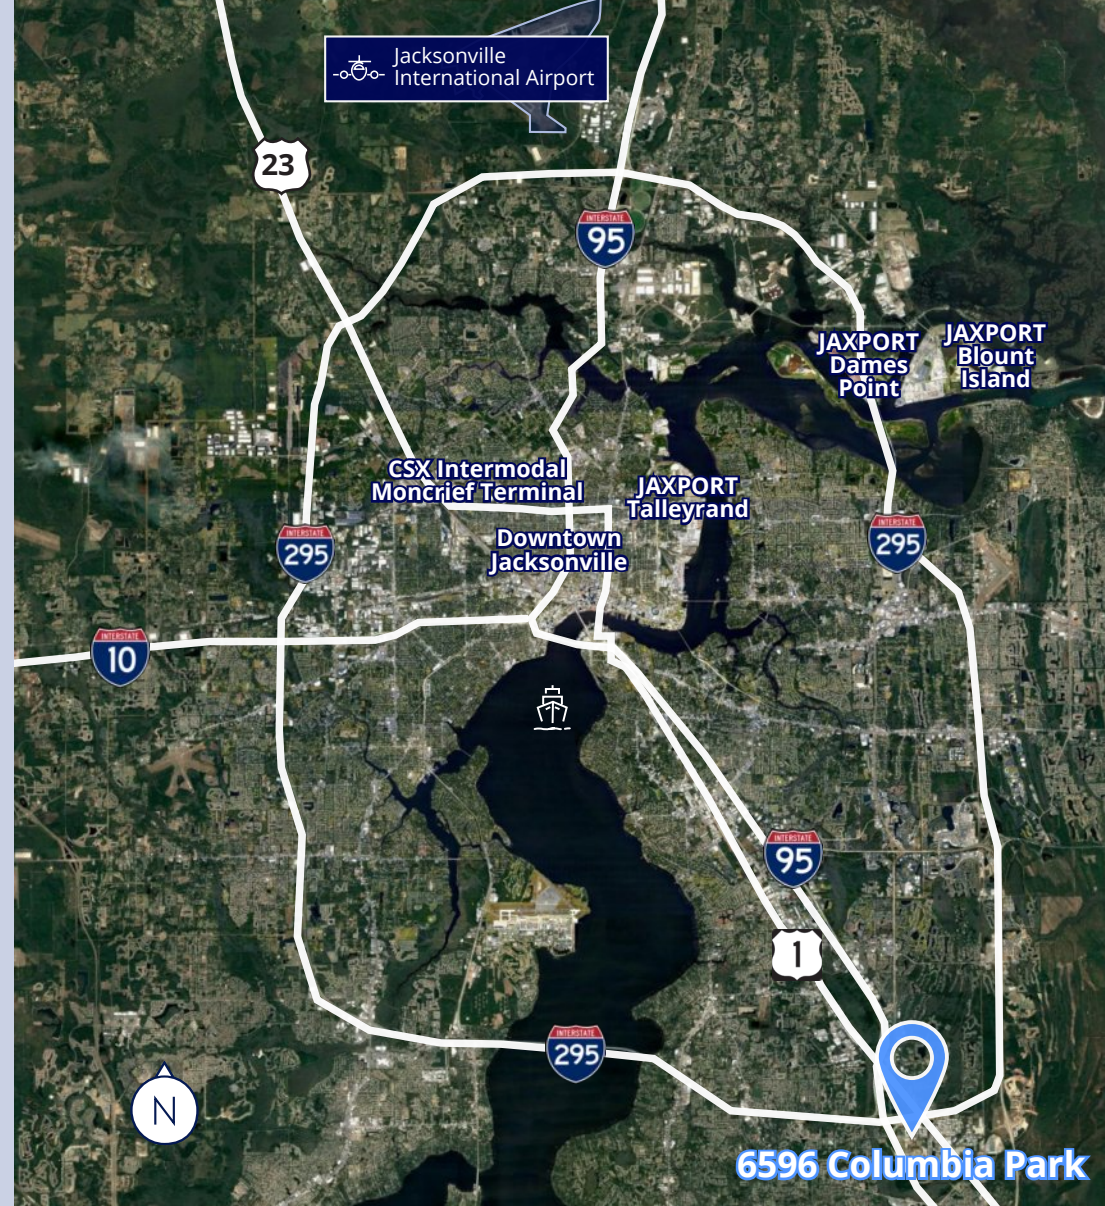 Jacksonville
International Airport
23
INTERSTATE
95
JAXPORT
Dames
Point
JAXPORT
Blount
Island
CSX Intermodal
Moncrief Terminal
JAXPORT
Talleyrand
Downtown
Jacksonville
INTERSTATE
295
INTERSTATE
295
INTERSTATE
10
INTERSTATE
95
1
INTERSTATE
295
N
6596 Columbia Park